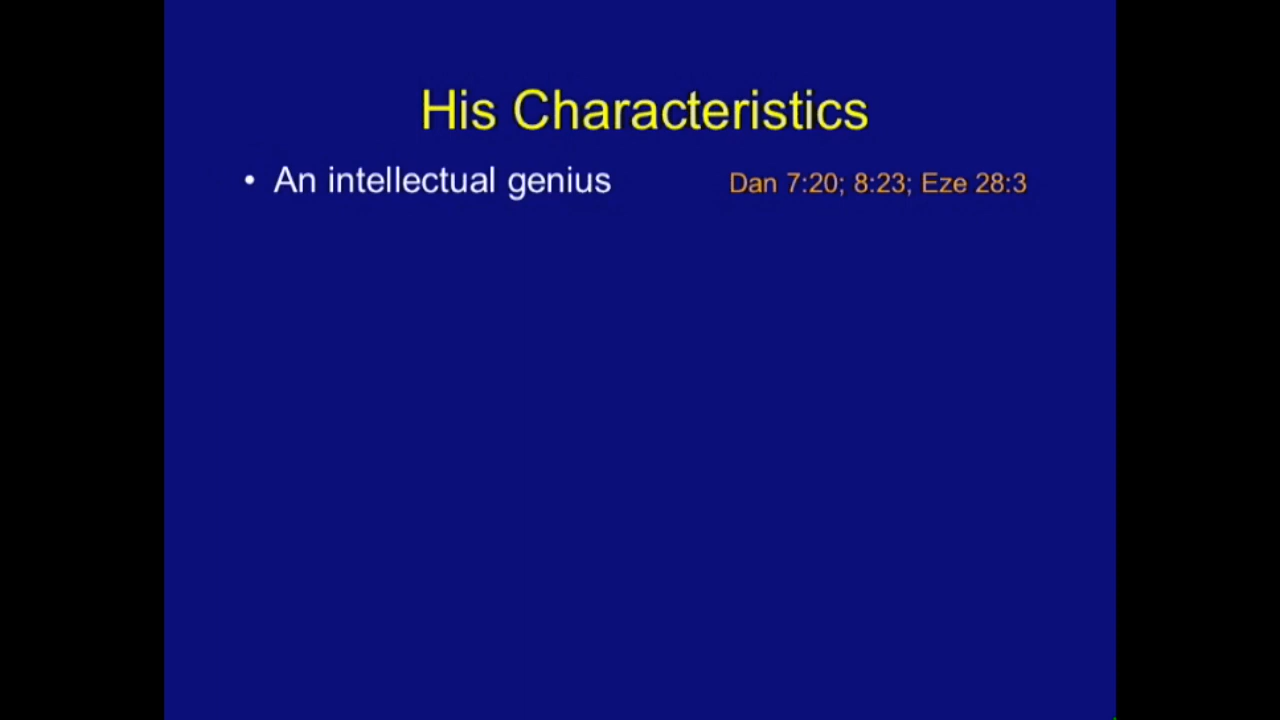 His Characteristics
• An intellectual genius Dan 7:20; 8:23; Eze 28:3